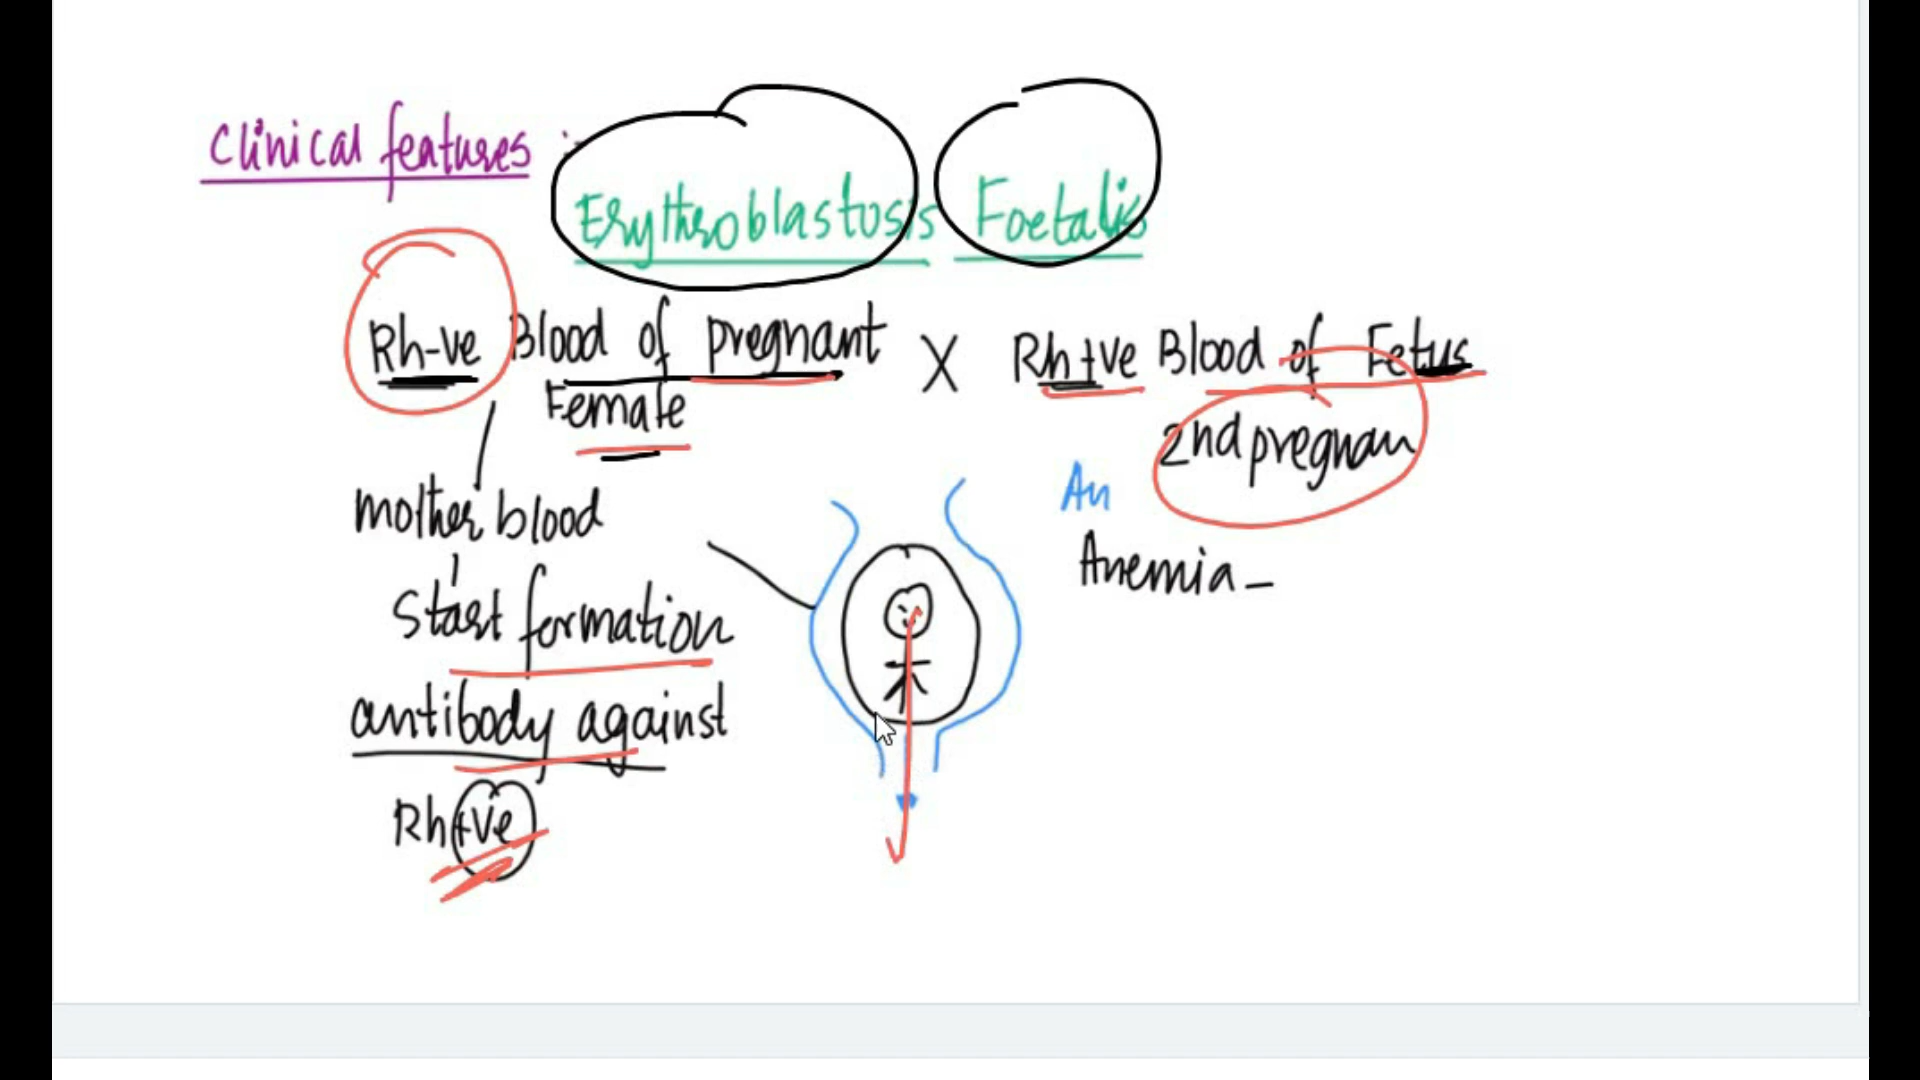 Clinical features :-
Erythroblastosis Foetalis
Rh-ve Blood of pregnant X Rh+ve Blood of Fetus
Female
2nd pregnan
mother blood
An
Anemia -
Start formation
antibody against
Rh+ve